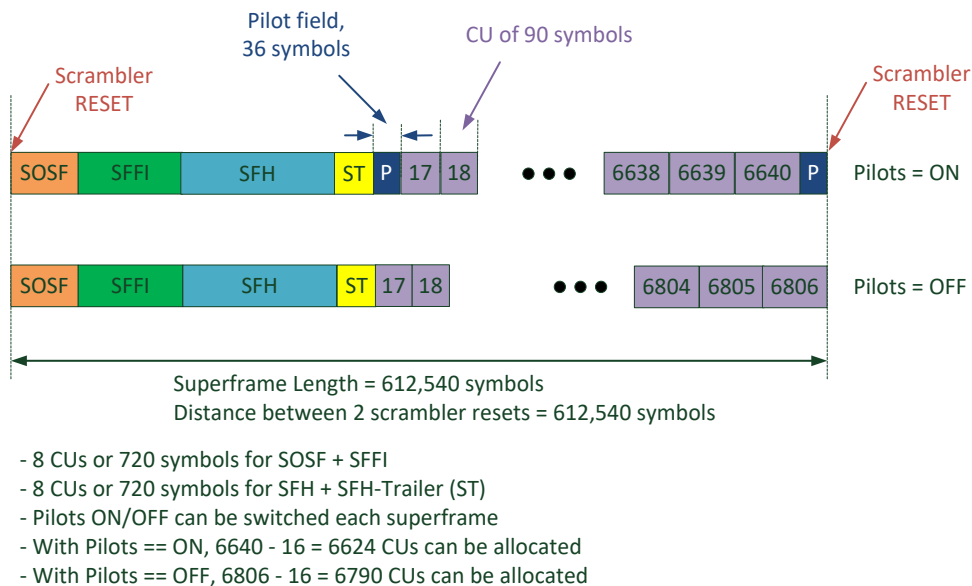 Pilot field,
36 symbols
CU of 90 symbols
Scrambler
RESET
Scrambler
RESET
SOSF SFFI SFH ST P 17 18 ●●● 6638 6639 6640 P Pilots = ON
SOSF SFFI SFH ST 17 18 ●●● 6804 6805 6806 Pilots = OFF
Superframe Length = 612,540 symbols
Distance between 2 scrambler resets = 612,540 symbols
- 8 CUs or 720 symbols for SOSF + SFFI
- 8 CUs or 720 symbols for SFH + SFH-Trailer (ST)
- Pilots ON/OFF can be switched each superframe
- With Pilots == ON, 6640 - 16 = 6624 CUs can be allocated
- With Pilots == OFF, 6806 - 16 = 6790 CUs can be allocated